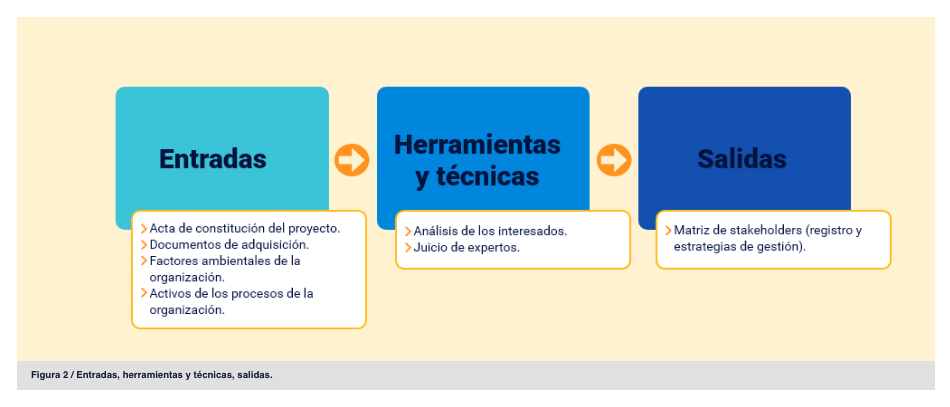 Entradas
Acta de constitución del proyecto.
Documentos de adquisición.
Factores ambientales de la
organización.
Activos de los procesos de la
organización.
Herramientas
y técnicas
Análisis de los interesados.
Juicio de expertos.
Salidas
Matriz de stakeholders (registro y
estrategias de gestión).
Figura 2 / Entradas, herramientas y técnicas, salidas.